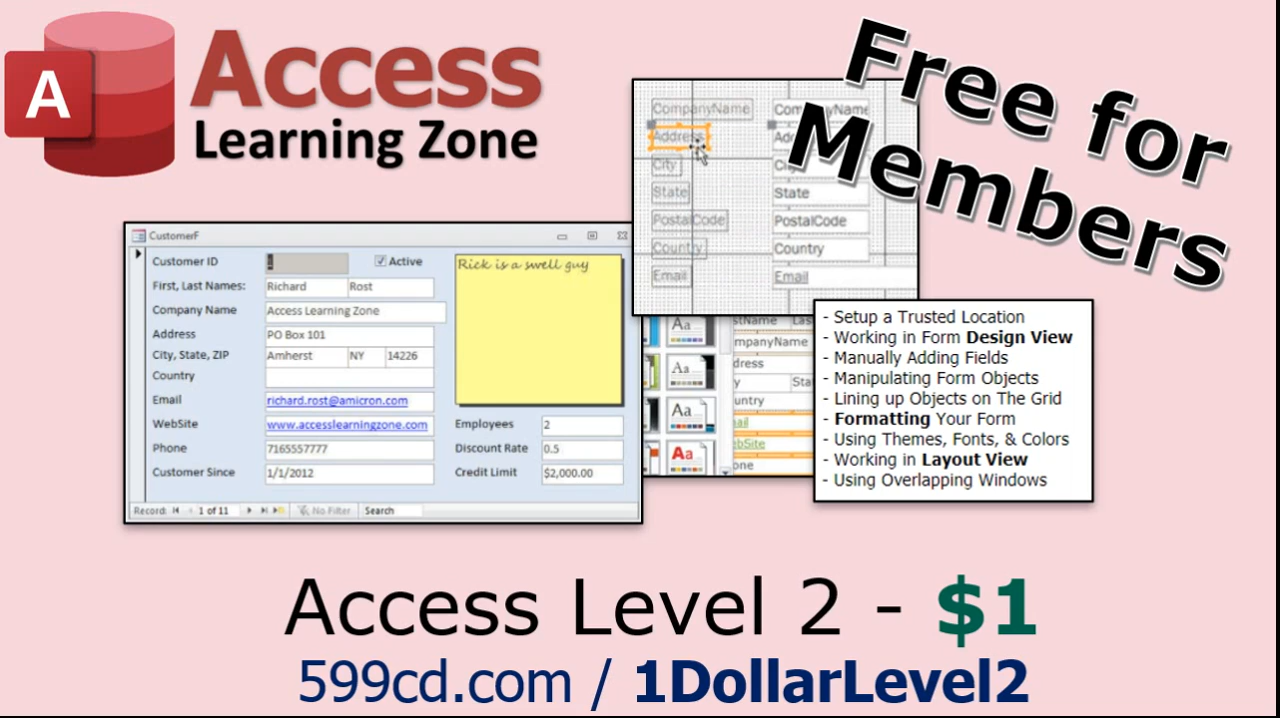 A
Access
Learning Zone
Free for
Members
CompanyName CompanyName
Address
City
State State
PostalCode PostalCode
Country Country
Email Email
CustomerF
Customer ID Active
First, Last Names: Richard Rost
Company Name Access Learning Zone
Address PO Box 101
City, State, ZIP Amherst NY 14226
Country
Email richard.rost@amicron.com
WebSite www.accesslearningzone.com
Phone 7165557777
Customer Since 1/1/2012
Rick is a swell guy
Employees 2
Discount Rate 0.5
Credit Limit $2,000.00
Record: 1 of 11 No Filter Search
Aa
Aa
Aa
Aa
- Setup a Trusted Location
- Working in Form Design View
- Manually Adding Fields
- Manipulating Form Objects
- Lining up Objects on The Grid
- Formatting Your Form
- Using Themes, Fonts, & Colors
- Working in Layout View
- Using Overlapping Windows
Access Level 2 - $1
599cd.com / 1DollarLevel2